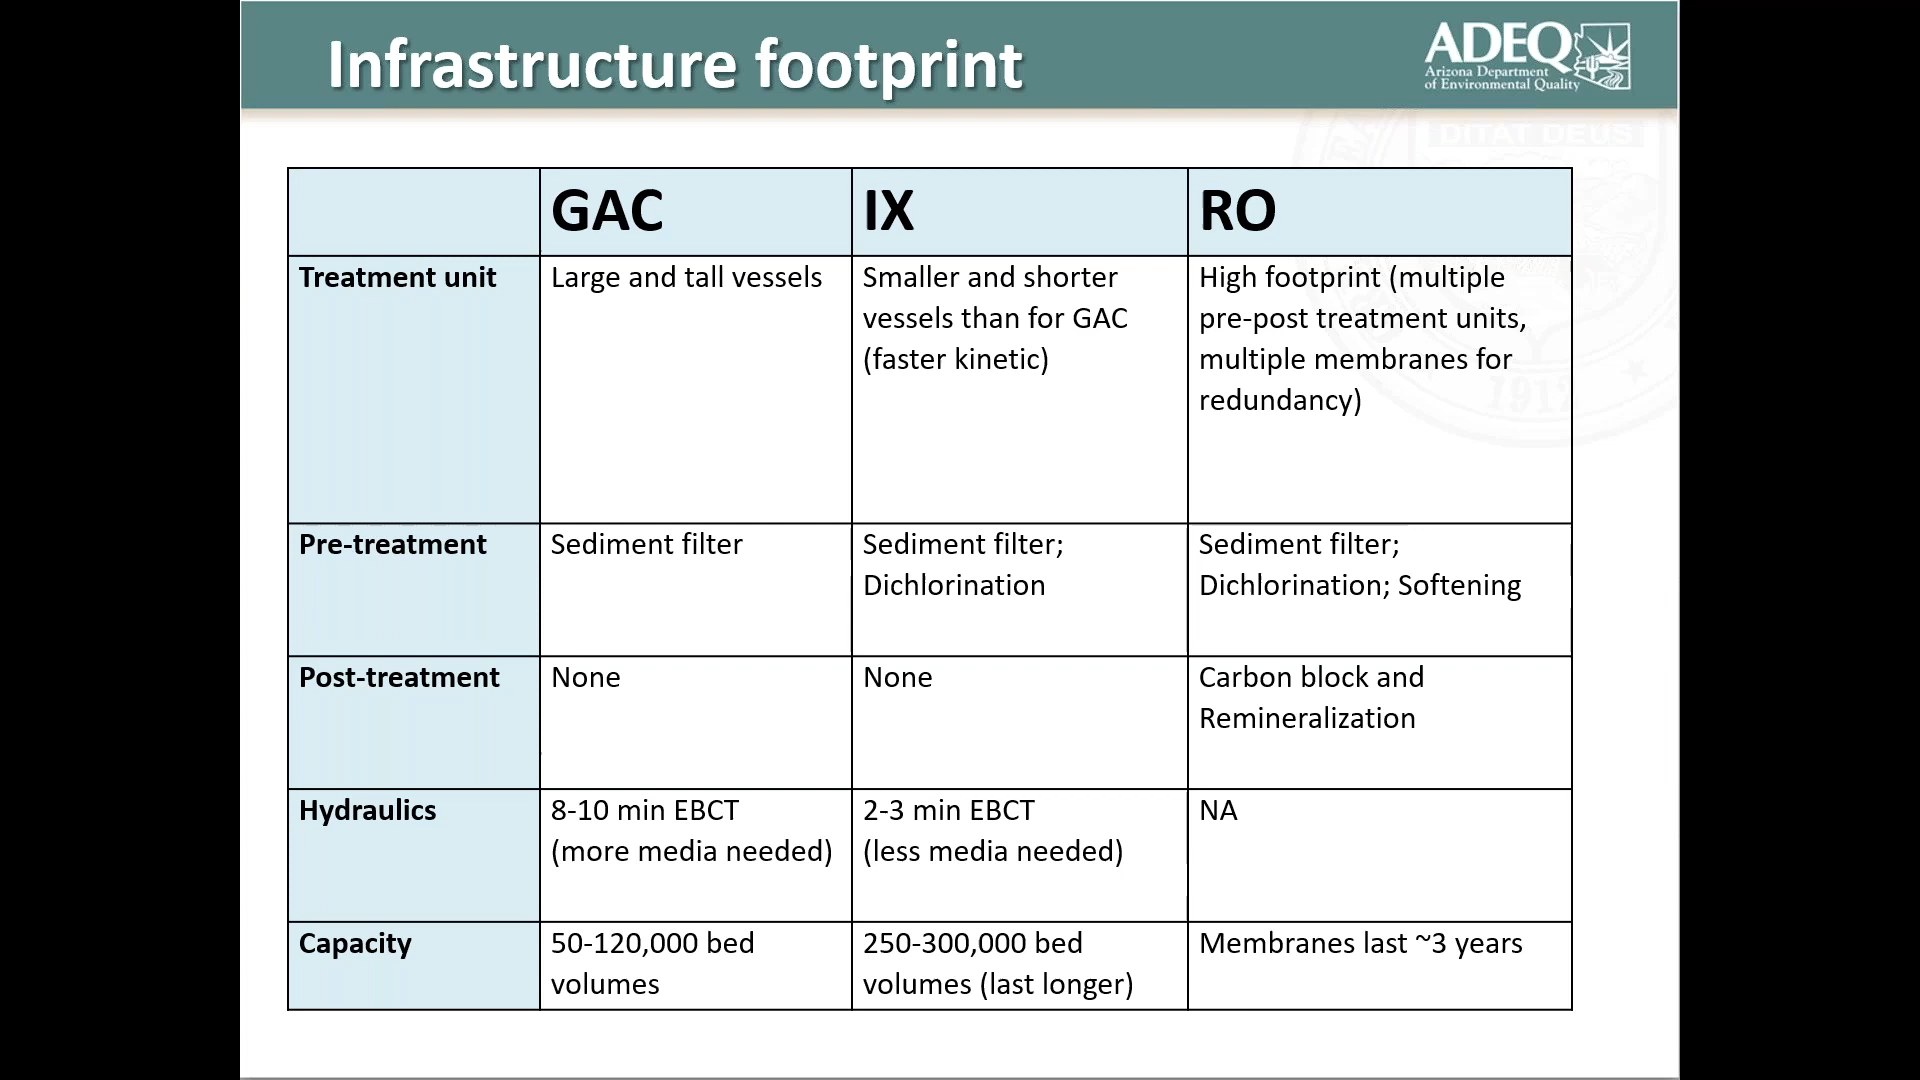 Infrastructure footprint
ADEQ
Arizona Department
of Environmental Quality
DITAT DEUS
1912
GAC
IX
RO
Treatment unit
Large and tall vessels
Smaller and shorter
vessels than for GAC
(faster kinetic)
High footprint (multiple
pre-post treatment units,
multiple membranes for
redundancy)
Pre-treatment
Sediment filter
Sediment filter;
Dichlorination
Sediment filter;
Dichlorination; Softening
Post-treatment
None
None
Carbon block and
Remineralization
Hydraulics
8-10 min EBCT
(more media needed)
2-3 min EBCT
(less media needed)
NA
Capacity
50-120,000 bed
volumes
250-300,000 bed
volumes (last longer)
Membranes last ~3 years